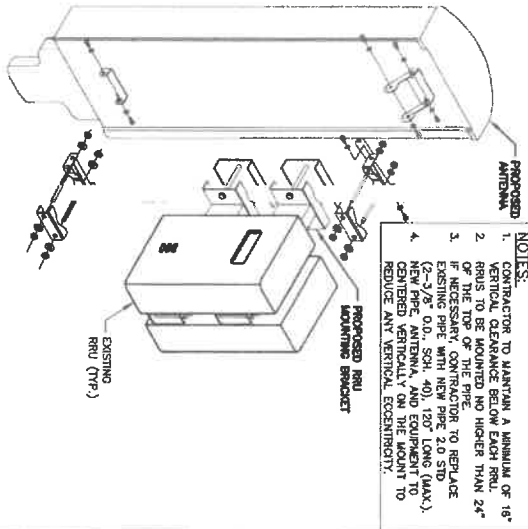 NOTES:
1. CONTRACTOR TO MAINTAIN A MINIMUM OF 16"
VERTICAL CLEARANCE BELOW EACH RRU.
2. RRUS TO BE MOUNTED NO HIGHER THAN 24"
OF THE TOP OF THE PIPE.
3. IF NECESSARY, CONTRACTOR TO REPLACE
EXISTING PIPE WITH NEW PIPE 2.0 STD
(2-3/8" O.D., SCH. 40), 120" LONG (MAX.).
4. NEW PIPE, ANTENNA, AND EQUIPMENT TO
CENTERED VERTICALLY ON THE MOUNT TO
REDUCE ANY VERTICAL ECCENTRICITY.
PROPOSED
ANTENNA
PROPOSED RRU
MOUNTING BRACKET
EXISTING
RRU (TYP.)